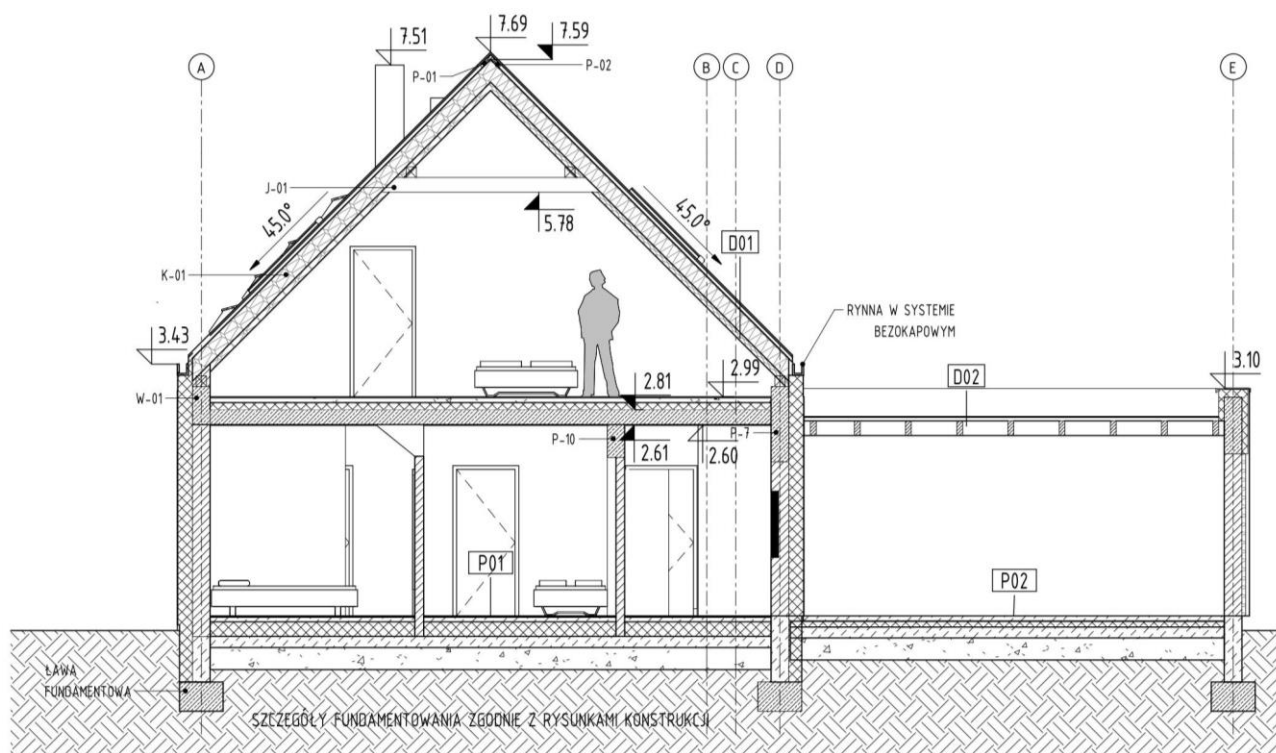 7.51
7.69
7.59
A
P-01
P-02
B
C
D
E
J-01
45.0°
5.78
45.0°
D01
K-01
3.43
RYNNA W SYSTEMIE
BEZOKAPOWYM
2.81
2.99
D02
3.10
W-01
P-10
2.61
2.60
P-7
P01
P02
ŁAWA
FUNDAMENTOWA
SZCZEGÓŁY FUNDAMENTOWANIA ZGODNIE Z RYSUNKAMI KONSTRUKCJI